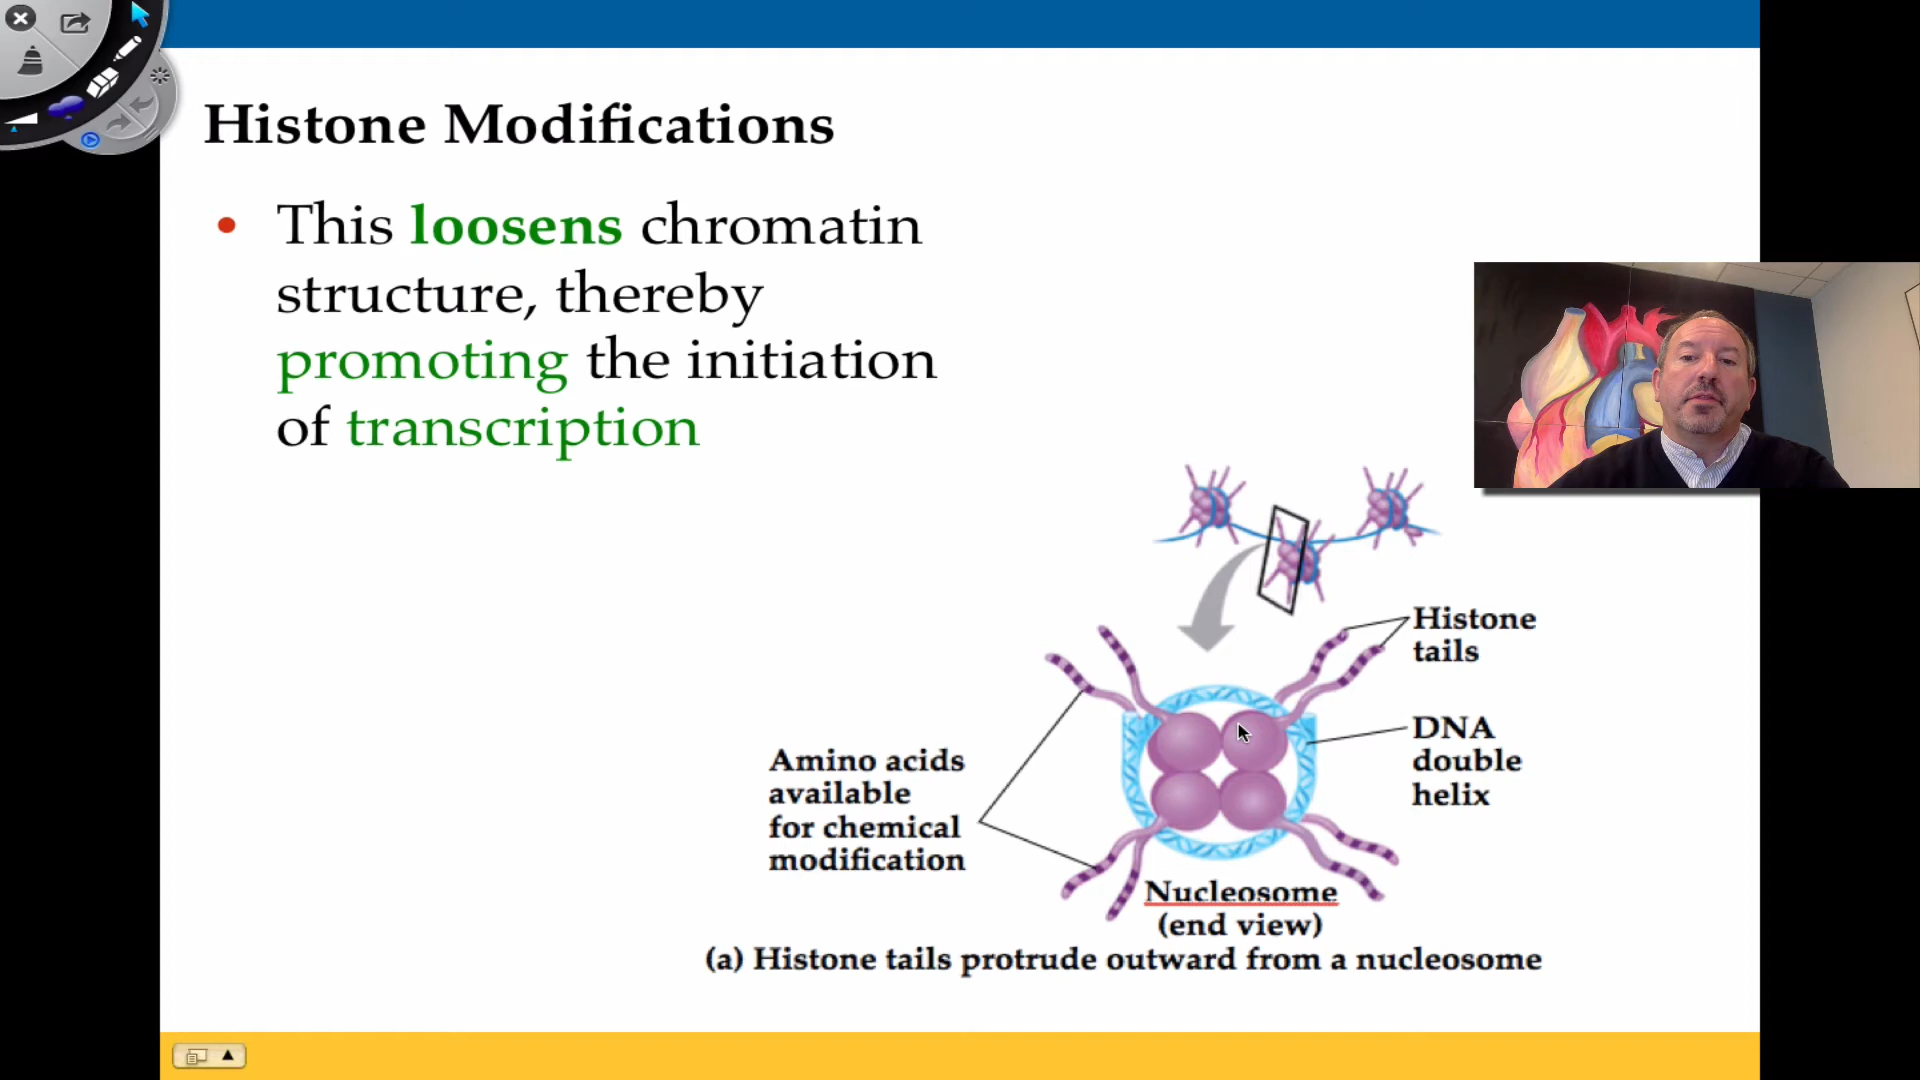 Histone Modifications
• This loosens chromatin
structure, thereby
promoting the initiation
of transcription
Histone
tails
DNA
double
helix
Amino acids
available
for chemical
modification
Nucleosome
(end view)
(a) Histone tails protrude outward from a nucleosome